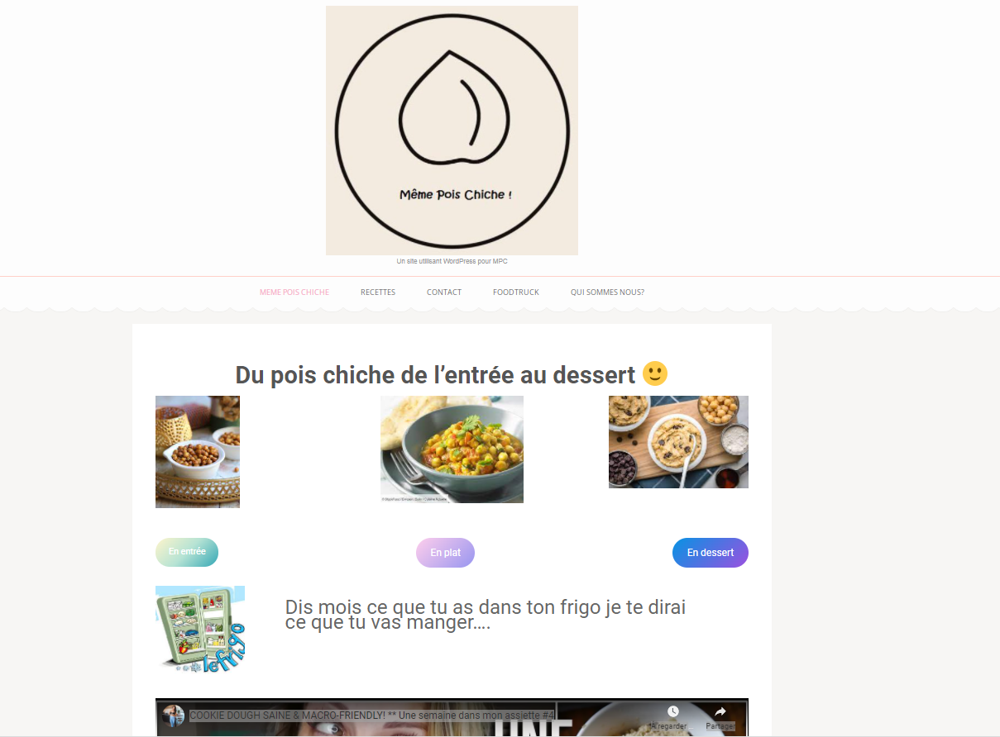 Même Pois Chiche !
Un site utilisant WordPress pour MPC
MEME POIS CHICHE RECETTES CONTACT FOODTRUCK QUI SOMMES NOUS?
Du pois chiche de l’entrée au dessert 🙂
En entrée En plat En dessert
lefrigo
Dis mois ce que tu as dans ton frigo je te dirai
ce que tu vas manger….
COOKIE DOUGH SAINE & MACRO-FRIENDLY! ** Une semaine dans mon assiette #4
À regarder Partager
UNE